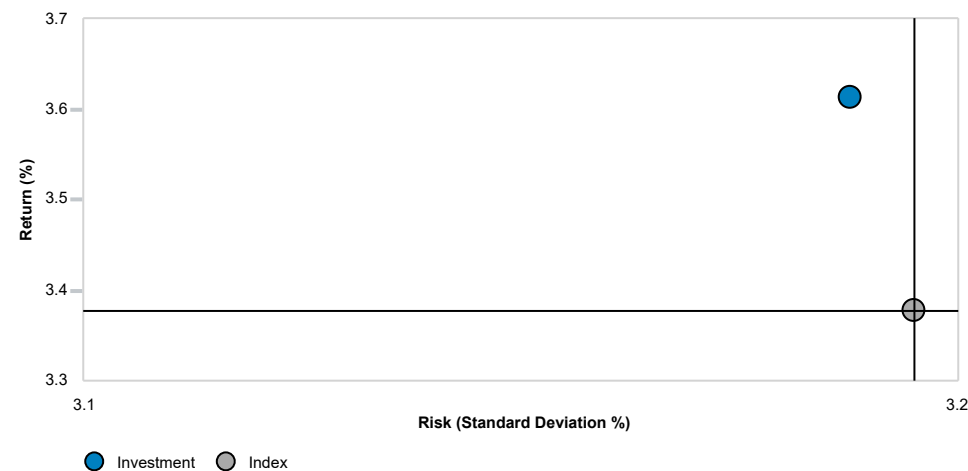 3.7
3.6
3.5
3.4
3.3
Return (%)
3.1
3.2
Risk (Standard Deviation %)
Investment
Index